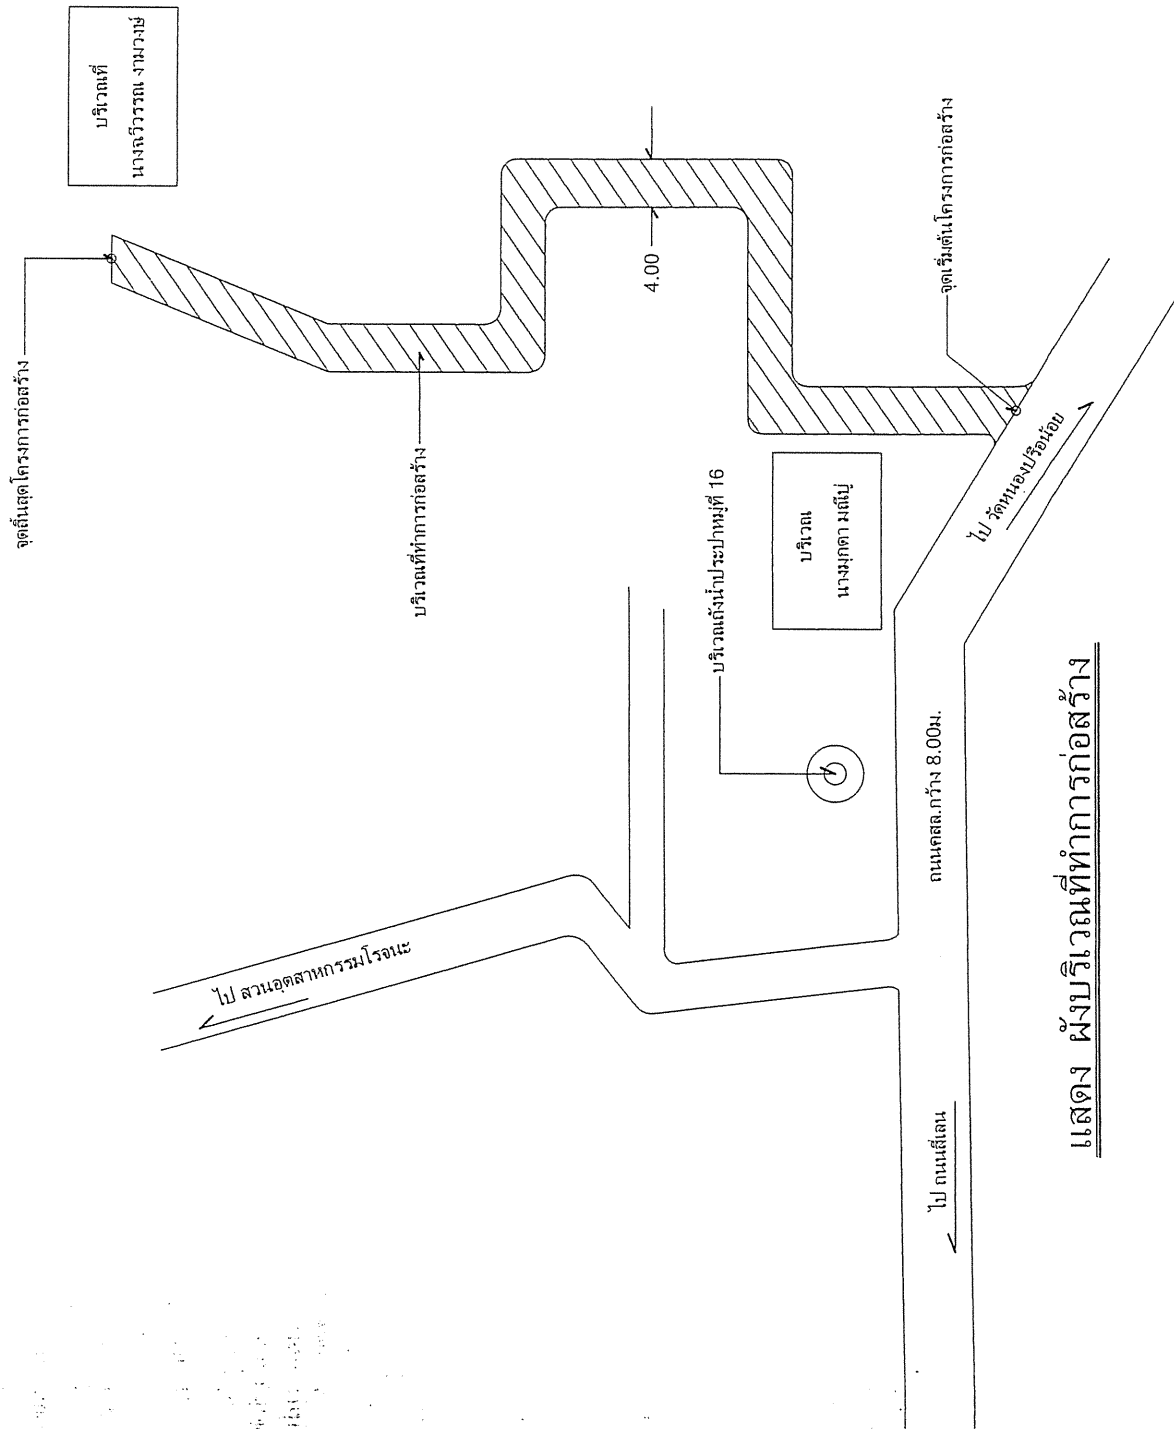 จุดสิ้นสุดโครงการก่อสร้าง
บริเวณที่
นางฉวีวรรณ งามวงษ์
บริเวณที่ทำการก่อสร้าง
4.00
จุดเริ่มต้นโครงการก่อสร้าง
บริเวณถังน้ำประปาหมู่ที่ 16
บริเวณ
นางมุกดา มณีปู่
ไป วัดหนองปรือน้อย
ถนนคสล.กว้าง 8.00ม.
ไป สวนอุตสาหกรรมโรจนะ
ไป ถนนสี่เลน
แสดง ผังบริเวณที่ทำการก่อสร้าง